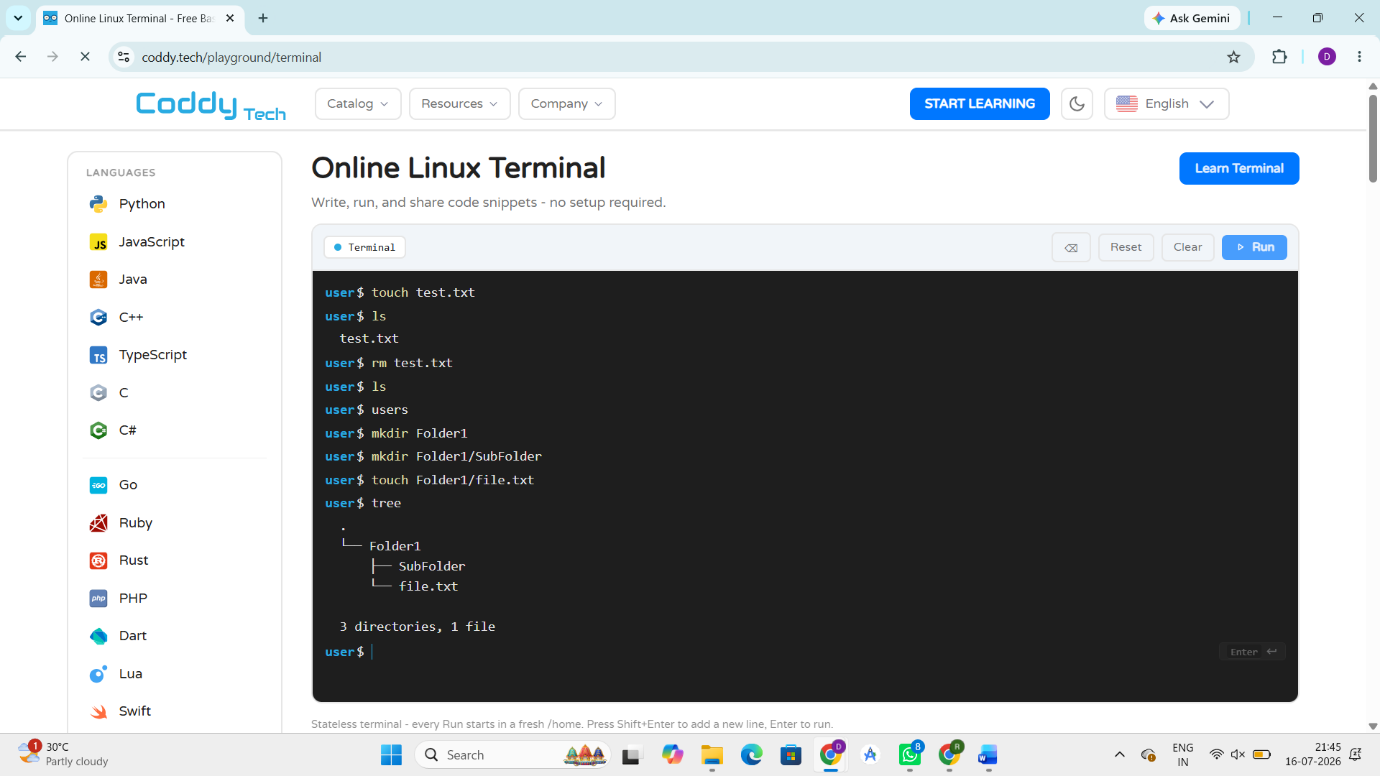 Online Linux Terminal - Free Ba
Ask Gemini
coddy.tech/playground/terminal
D
Coddy Tech
Catalog
Resources
Company
START LEARNING
English
LANGUAGES
Python
JS JavaScript
Java
C++
TS TypeScript
C
C#
GO Go
Ruby
Rust
php PHP
Dart
Lua
Swift
Online Linux Terminal
Learn Terminal
Write, run, and share code snippets - no setup required.
Terminal
Reset
Clear
Run
user$ touch test.txt
user$ ls
test.txt
user$ rm test.txt
user$ ls
user$ users
user$ mkdir Folder1
user$ mkdir Folder1/SubFolder
user$ touch Folder1/file.txt
user$ tree
.
└── Folder1
├── SubFolder
└── file.txt
3 directories, 1 file
user$
Enter ↵
Stateless terminal - every Run starts in a fresh /home. Press Shift+Enter to add a new line, Enter to run.
1
30°C
Partly cloudy
Search
D
8
R
W
ENG
IN
21:45
16-07-2026